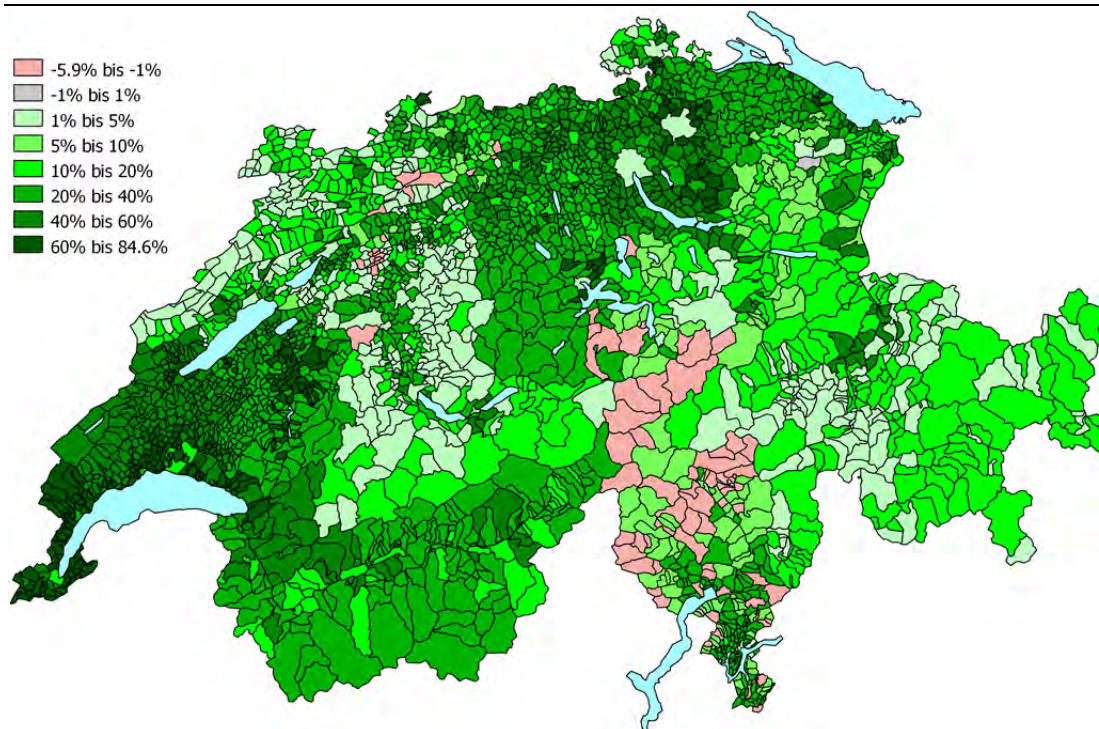 -5.9% bis -1%
-1% bis 1%
1% bis 5%
5% bis 10%
10% bis 20%
20% bis 40%
40% bis 60%
60% bis 84.6%